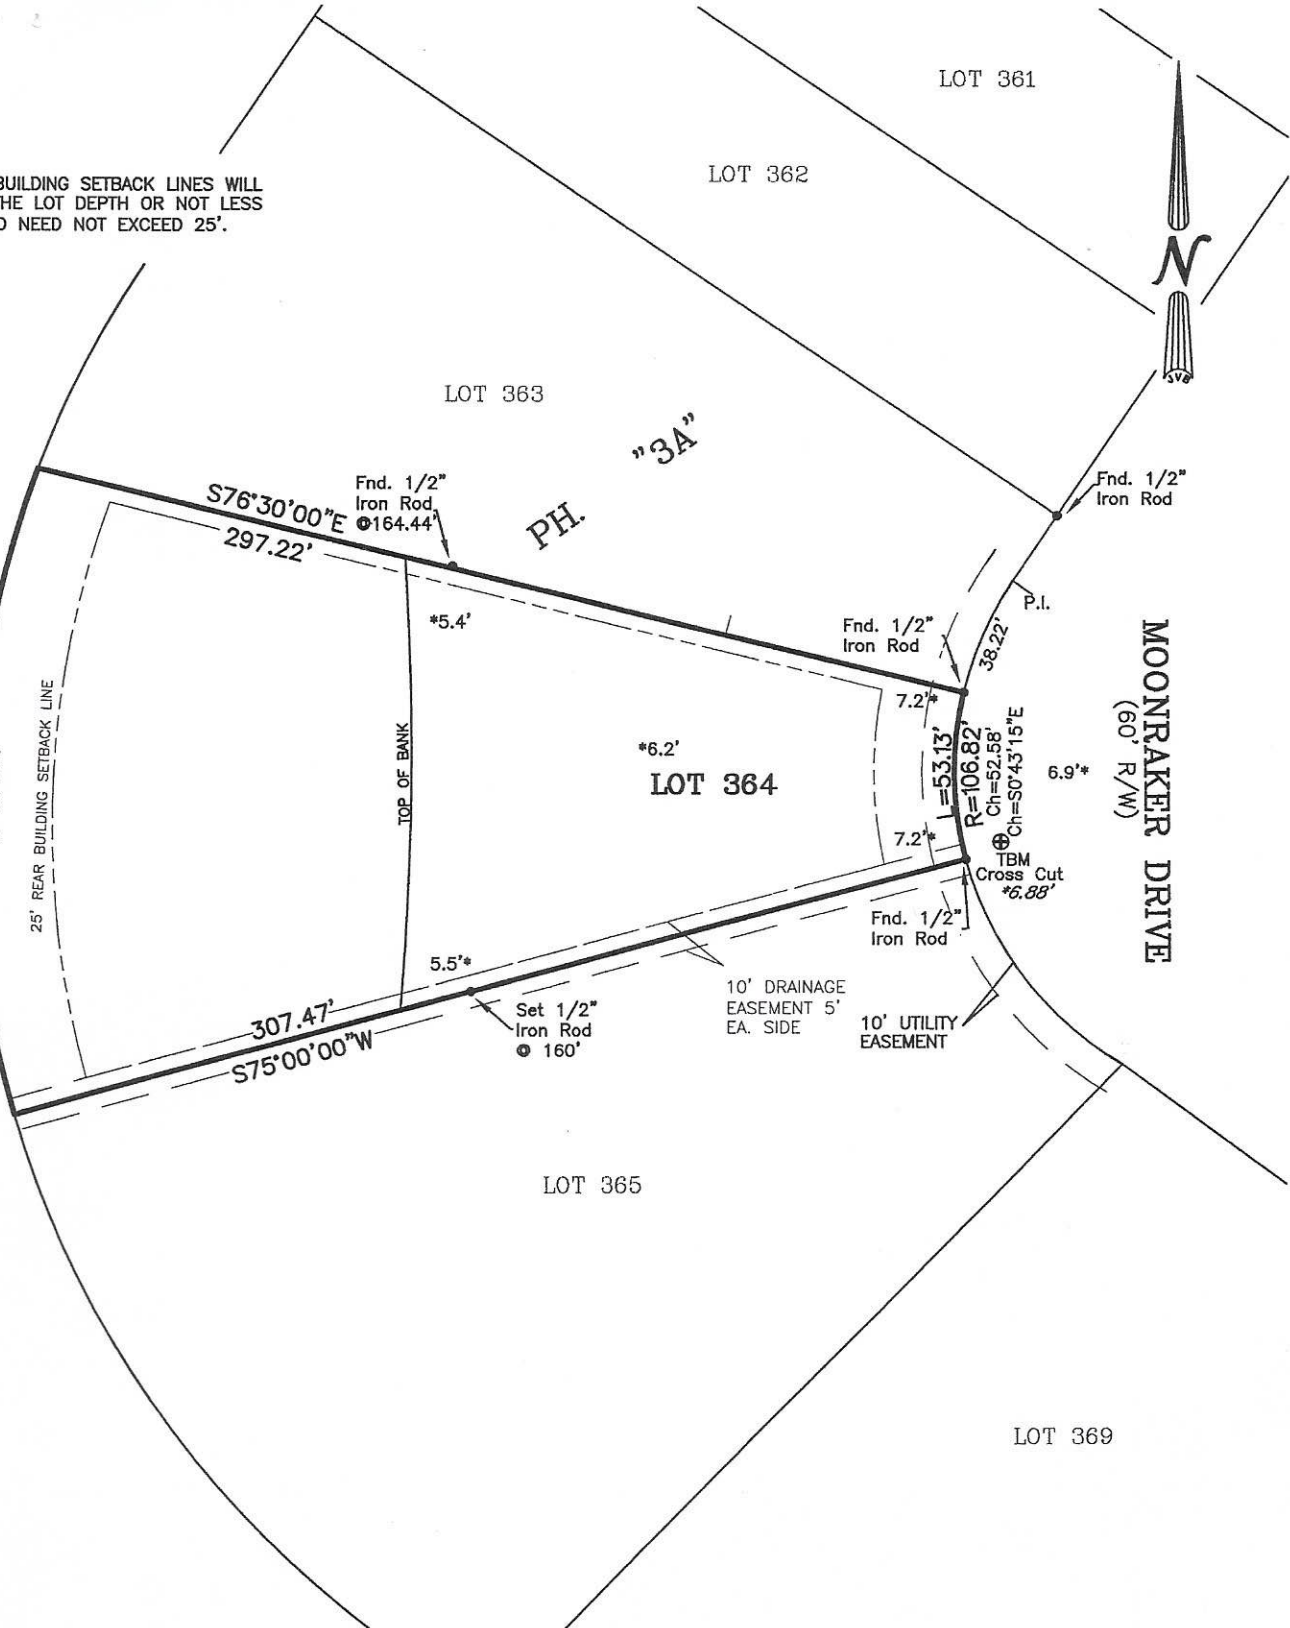 LOT 361
LOT 362
BUILDING SETBACK LINES WILL
THE LOT DEPTH OR NOT LESS
NEED NOT EXCEED 25'.
N
JVB
LOT 363
"3A"
PH.
Fnd. 1/2"
Iron Rod
@164.44'
S76°30'00"E
297.22'
Fnd. 1/2"
Iron Rod
P.I.
38.22'
Fnd. 1/2"
Iron Rod
*5.4'
7.2'*
*6.2'
LOT 364
7.2'*
L=53.13'
R=106.82'
Ch=52.58'
Ch=S0°43'15"E
6.9'*
MOONRAKER DRIVE
(60' R/W)
TBM
Cross Cut
*6.88'
25' REAR BUILDING SETBACK LINE
TOP OF BANK
Fnd. 1/2"
Iron Rod
5.5'*
Set 1/2"
Iron Rod
@ 160'
307.47'
S75°00'00"W
10' DRAINAGE
EASEMENT 5'
EA. SIDE
10' UTILITY
EASEMENT
LOT 365
LOT 369